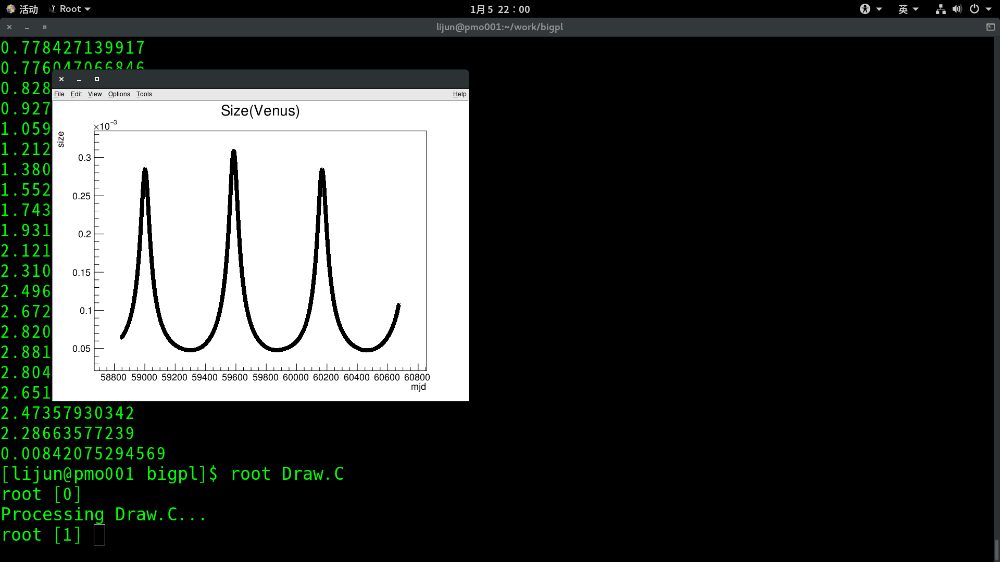 活动 Root 1月 5 22：00 英
lijun@pmo001:~/work/bigpl
0.778427139917
0.776047066846
0.828
0.927
1.059
1.212
1.380
1.552
1.743
1.931
2.121
2.310
2.496
2.672
2.820
2.881
2.804
2.651
File Edit View Options Tools Help
Size(Venus)
×10−3
size
0.3
0.25
0.2
0.15
0.1
0.05
58800 59000 59200 59400 59600 59800 60000 60200 60400 60600 60800
mjd
2.47357930342
2.28663577239
0.00842075294569
[lijun@pmo001 bigpl]$ root Draw.C
root [0]
Processing Draw.C...
root [1]